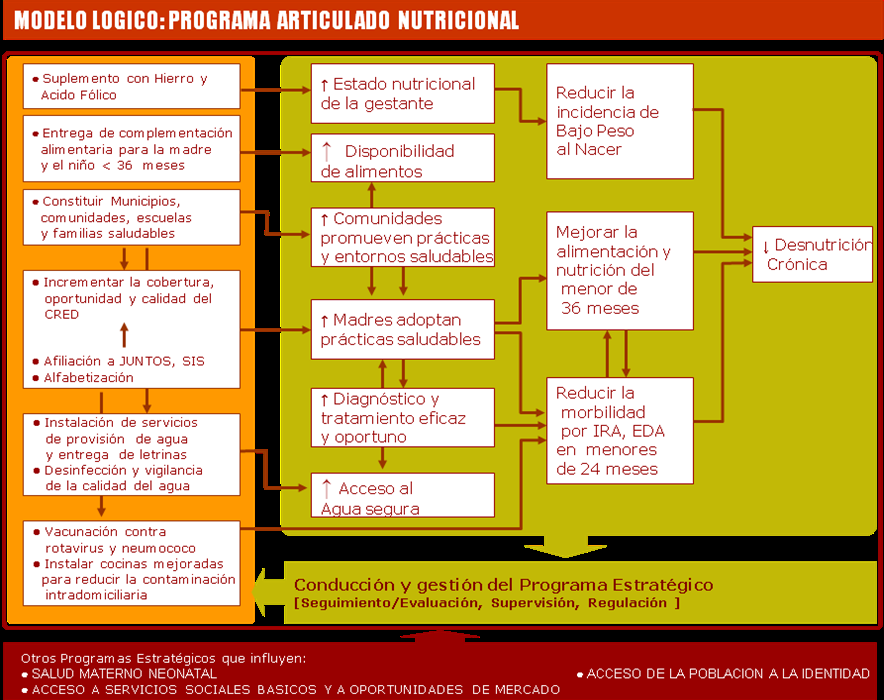 MODELO LOGICO: PROGRAMA ARTICULADO NUTRICIONAL
• Suplemento con Hierro y
Acido Fólico
• Entrega de complementación
alimentaria para la madre
y el niño < 36 meses
• Constituir Municipios,
comunidades, escuelas
y familias saludables
• Incrementar la cobertura,
oportunidad y calidad del
CRED
• Afiliación a JUNTOS, SIS
• Alfabetización
• Instalación de servicios
de provisión de agua
y entrega de letrinas
• Desinfección y vigilancia
de la calidad del agua
• Vacunación contra
rotavirus y neumococo
• Instalar cocinas mejoradas
para reducir la contaminación
intradomiciliaria
↑ Estado nutricional
de la gestante
↑ Disponibilidad
de alimentos
↑ Comunidades
promueven prácticas
y entornos saludables
↑ Madres adoptan
prácticas saludables
↑ Diagnóstico y
tratamiento eficaz
y oportuno
↑ Acceso al
Agua segura
Reducir la
incidencia de
Bajo Peso
al Nacer
Mejorar la
alimentación y
nutrición del
menor de
36 meses
Reducir la
morbilidad
por IRA, EDA
en menores
de 24 meses
↓ Desnutrición
Crónica
Conducción y gestión del Programa Estratégico
[Seguimiento/Evaluación, Supervisión, Regulación ]
Otros Programas Estratégicos que influyen:
• SALUD MATERNO NEONATAL
• ACCESO A SERVICIOS SOCIALES BASICOS Y A OPORTUNIDADES DE MERCADO
• ACCESO DE LA POBLACION A LA IDENTIDAD